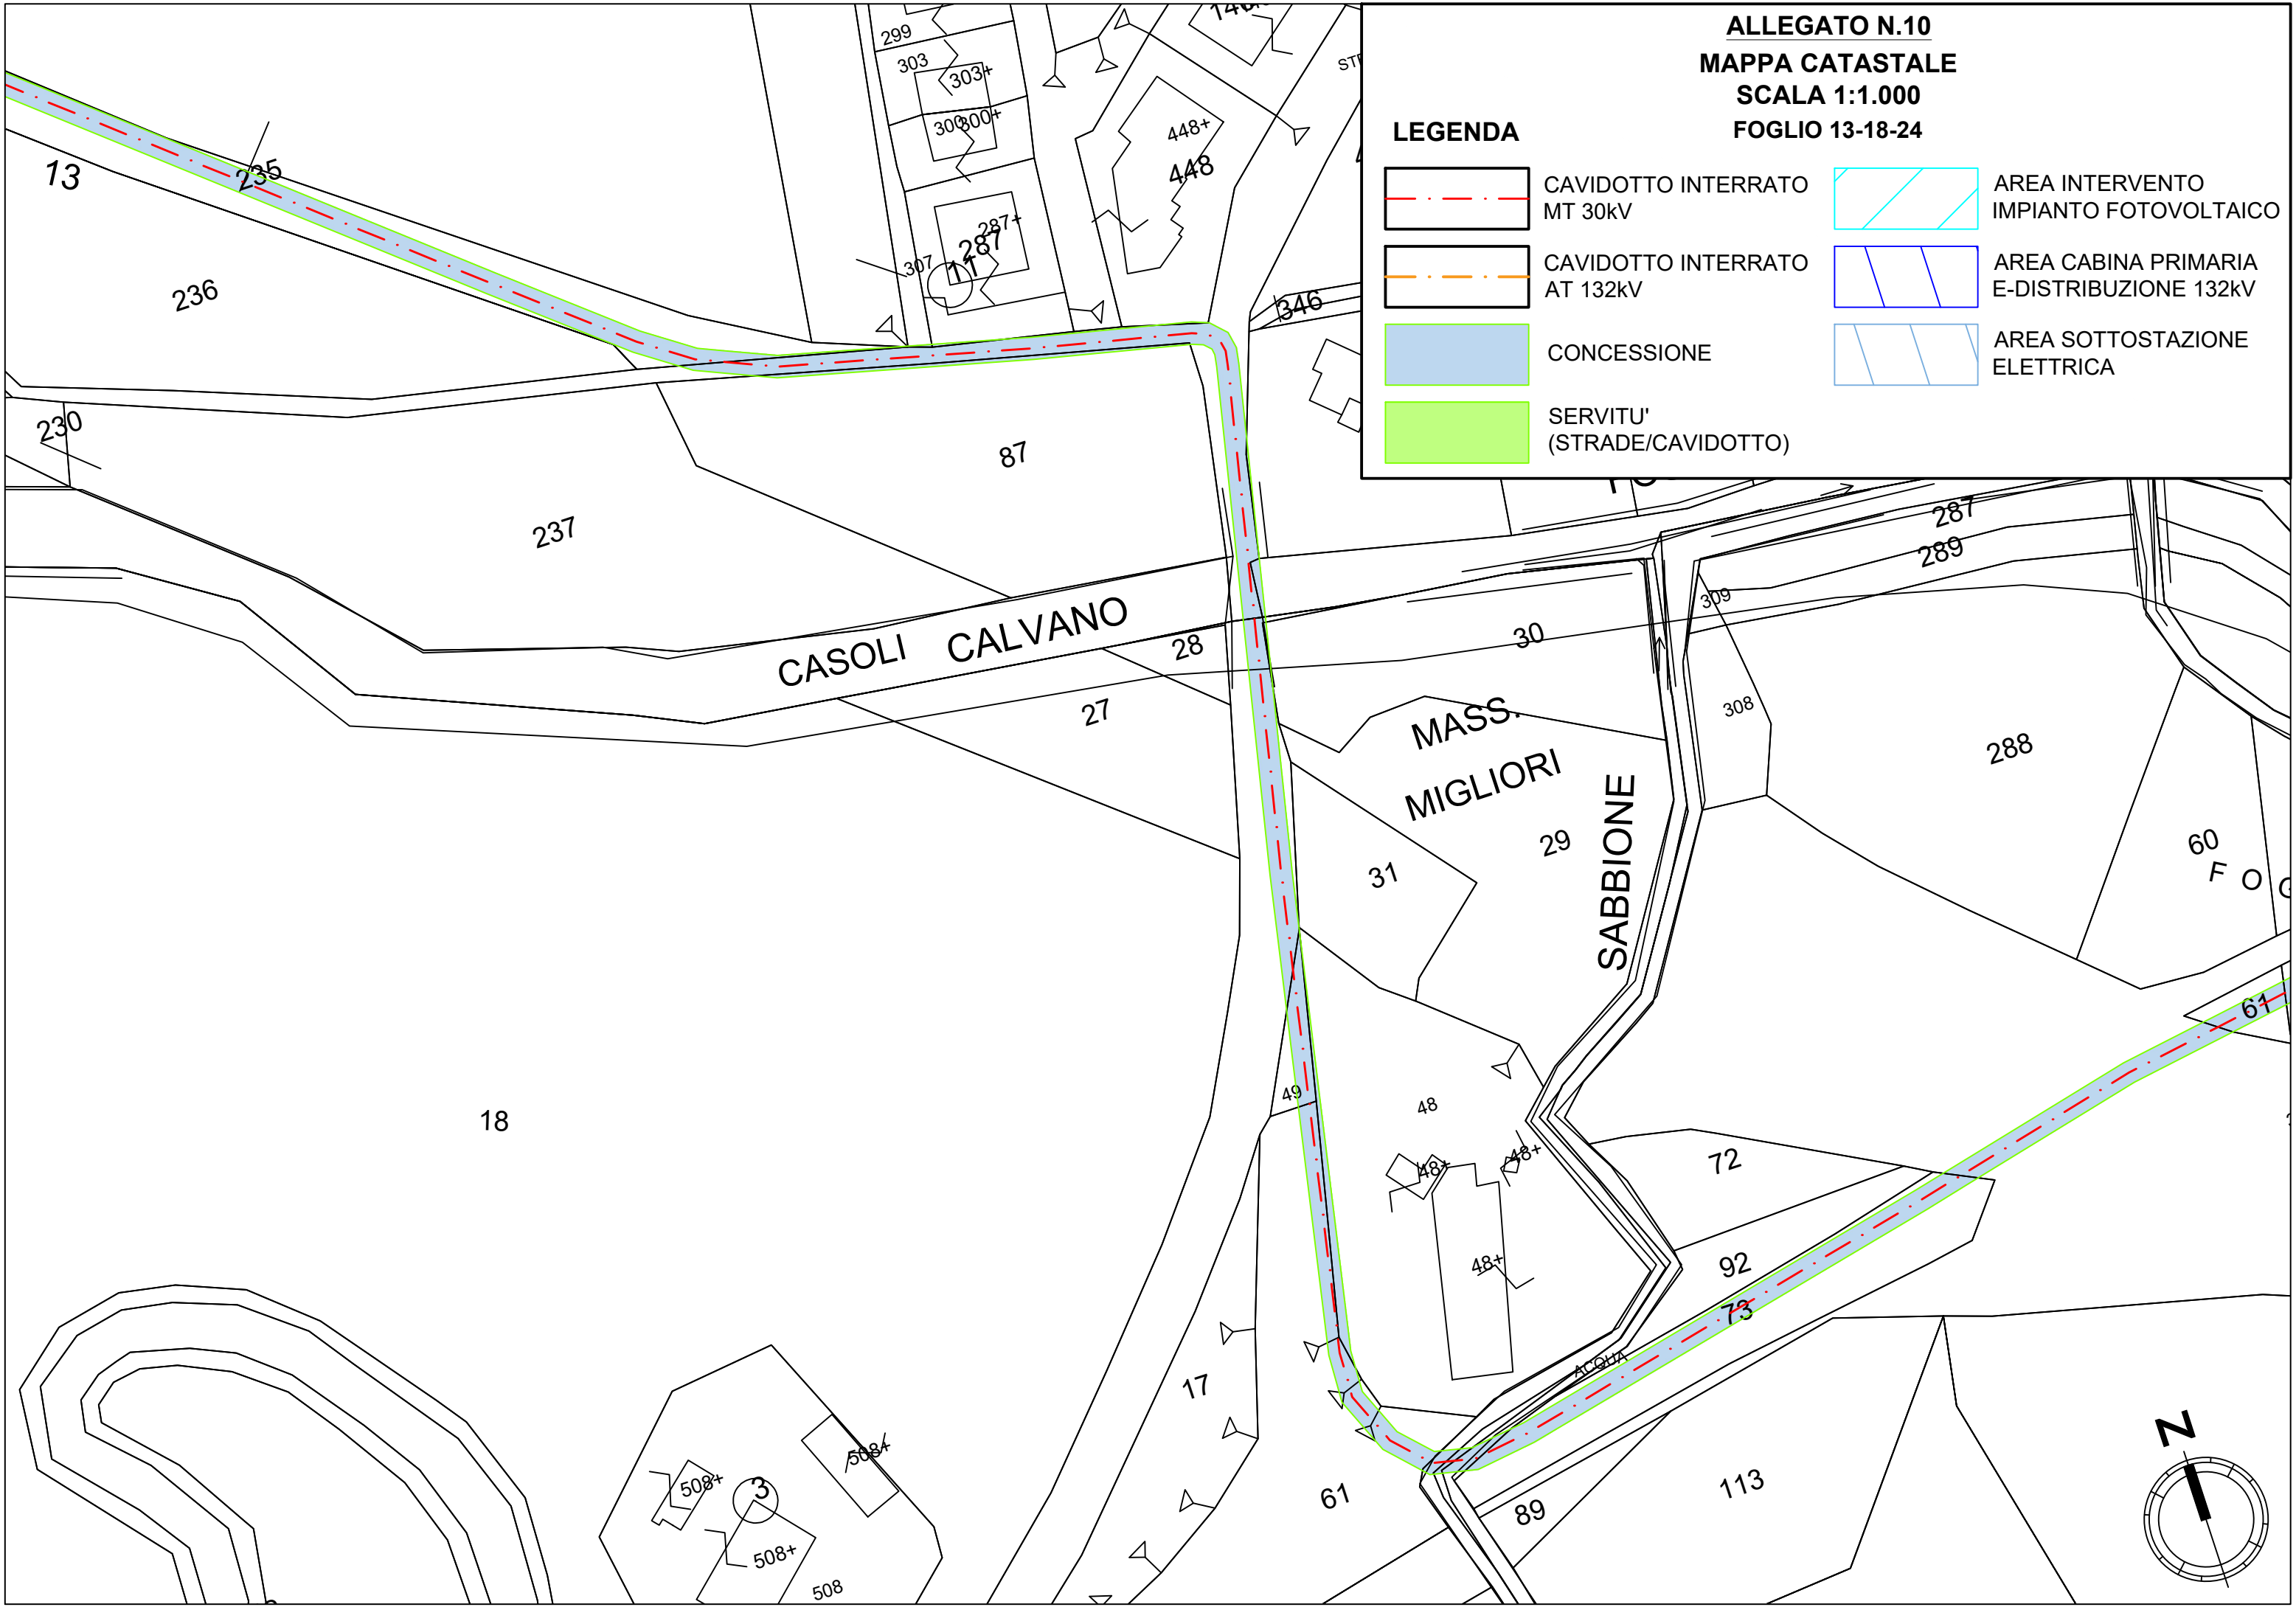 ALLEGATO N.10
MAPPA CATASTALE
SCALA 1:1.000
FOGLIO 13-18-24
LEGENDA
CAVIDOTTO INTERRATO
MT 30kV
CAVIDOTTO INTERRATO
AT 132kV
CONCESSIONE
SERVITU'
(STRADE/CAVIDOTTO)
AREA INTERVENTO
IMPIANTO FOTOVOLTAICO
AREA CABINA PRIMARIA
E-DISTRIBUZIONE 132kV
AREA SOTTOSTAZIONE
ELETTRICA
299
303
303+
300
300+
448+
448
13
235
287+
287
307
11
236
346
230
87
237
287
289
309
CASOLI CALVANO
28
30
27
308
MASS.
MIGLIORI
288
SABBIONE
29
31
60
F O G
61
49
48
18
48+
48+
72
48+
92
73
ACQUA
17
508+
508+
3
61
89
113
508+
508
N